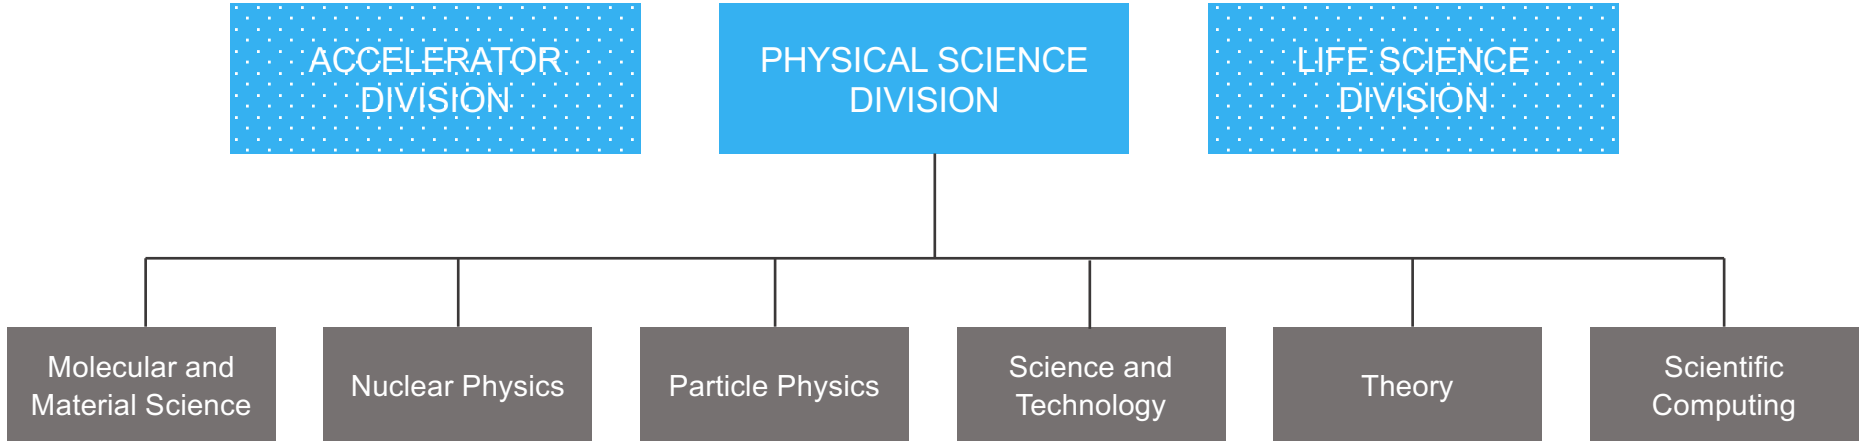 ACCELERATOR
DIVISION
PHYSICAL SCIENCE
DIVISION
LIFE SCIENCE
DIVISION
Molecular and
Material Science
Nuclear Physics
Particle Physics
Science and
Technology
Theory
Scientific
Computing